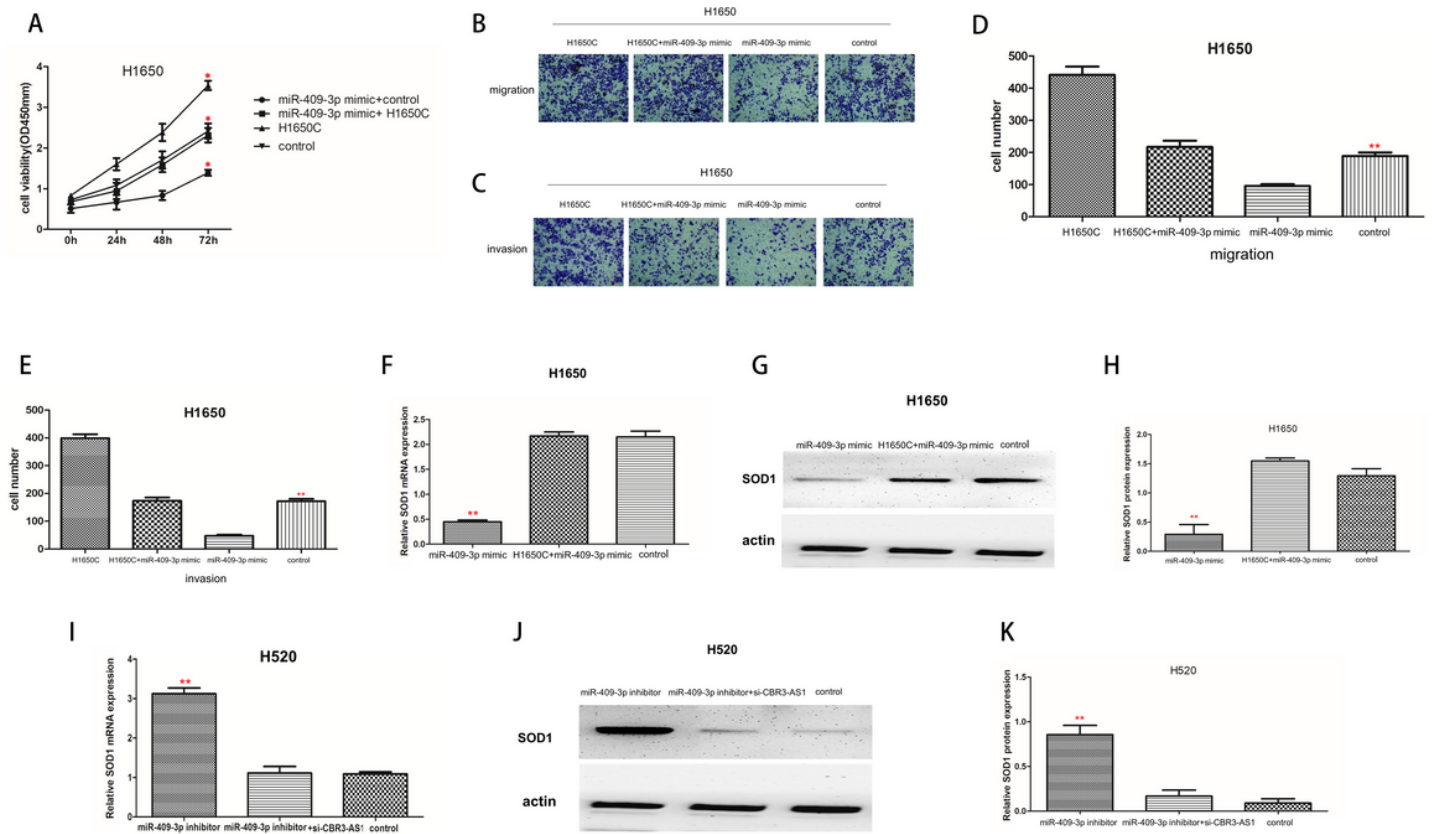 A
H1650
cell viability(OD450mm)
4
3
2
1
0
0h 24h 48h 72h
*
*
*
miR-409-3p mimic+control
miR-409-3p mimic+ H1650C
H1650C
control
B
H1650
H1650C H1650C+miR-409-3p mimic miR-409-3p mimic control
migration
C
H1650
H1650C H1650C+miR-409-3p mimic miR-409-3p mimic control
invasion
D
H1650
cell number
500
400
300
200
100
0
**
H1650C H1650C+miR-409-3p mimic miR-409-3p mimic control
migration
E
H1650
cell number
500
400
300
200
100
0
**
H1650C H1650C+miR-409-3p mimic miR-409-3p mimic control
invasion
F
H1650
Relative SOD1 mRNA expression
2.5
2.0
1.5
1.0
0.5
0.0
**
miR-409-3p mimic H1650C+miR-409-3p mimic control
G
H1650
miR-409-3p mimic H1650C+miR-409-3p mimic control
SOD1
actin
H
H1650
Relative SOD1 protein expression
2.0
1.5
1.0
0.5
0.0
**
miR-409-3p mimic H1650C+miR-409-3p mimic control
I
H520
Relative SOD1 mRNA expression
4
3
2
1
0
**
miR-409-3p inhibitor miR-409-3p inhibitor+si-CBR3-AS1 control
J
H520
miR-409-3p inhibitor miR-409-3p inhibitor+si-CBR3-AS1 control
SOD1
actin
K
H520
Relative SOD1 protein expression
1.5
1.0
0.5
0.0
**
miR-409-3p inhibitor miR-409-3p inhibitor+si-CBR3-AS1 control